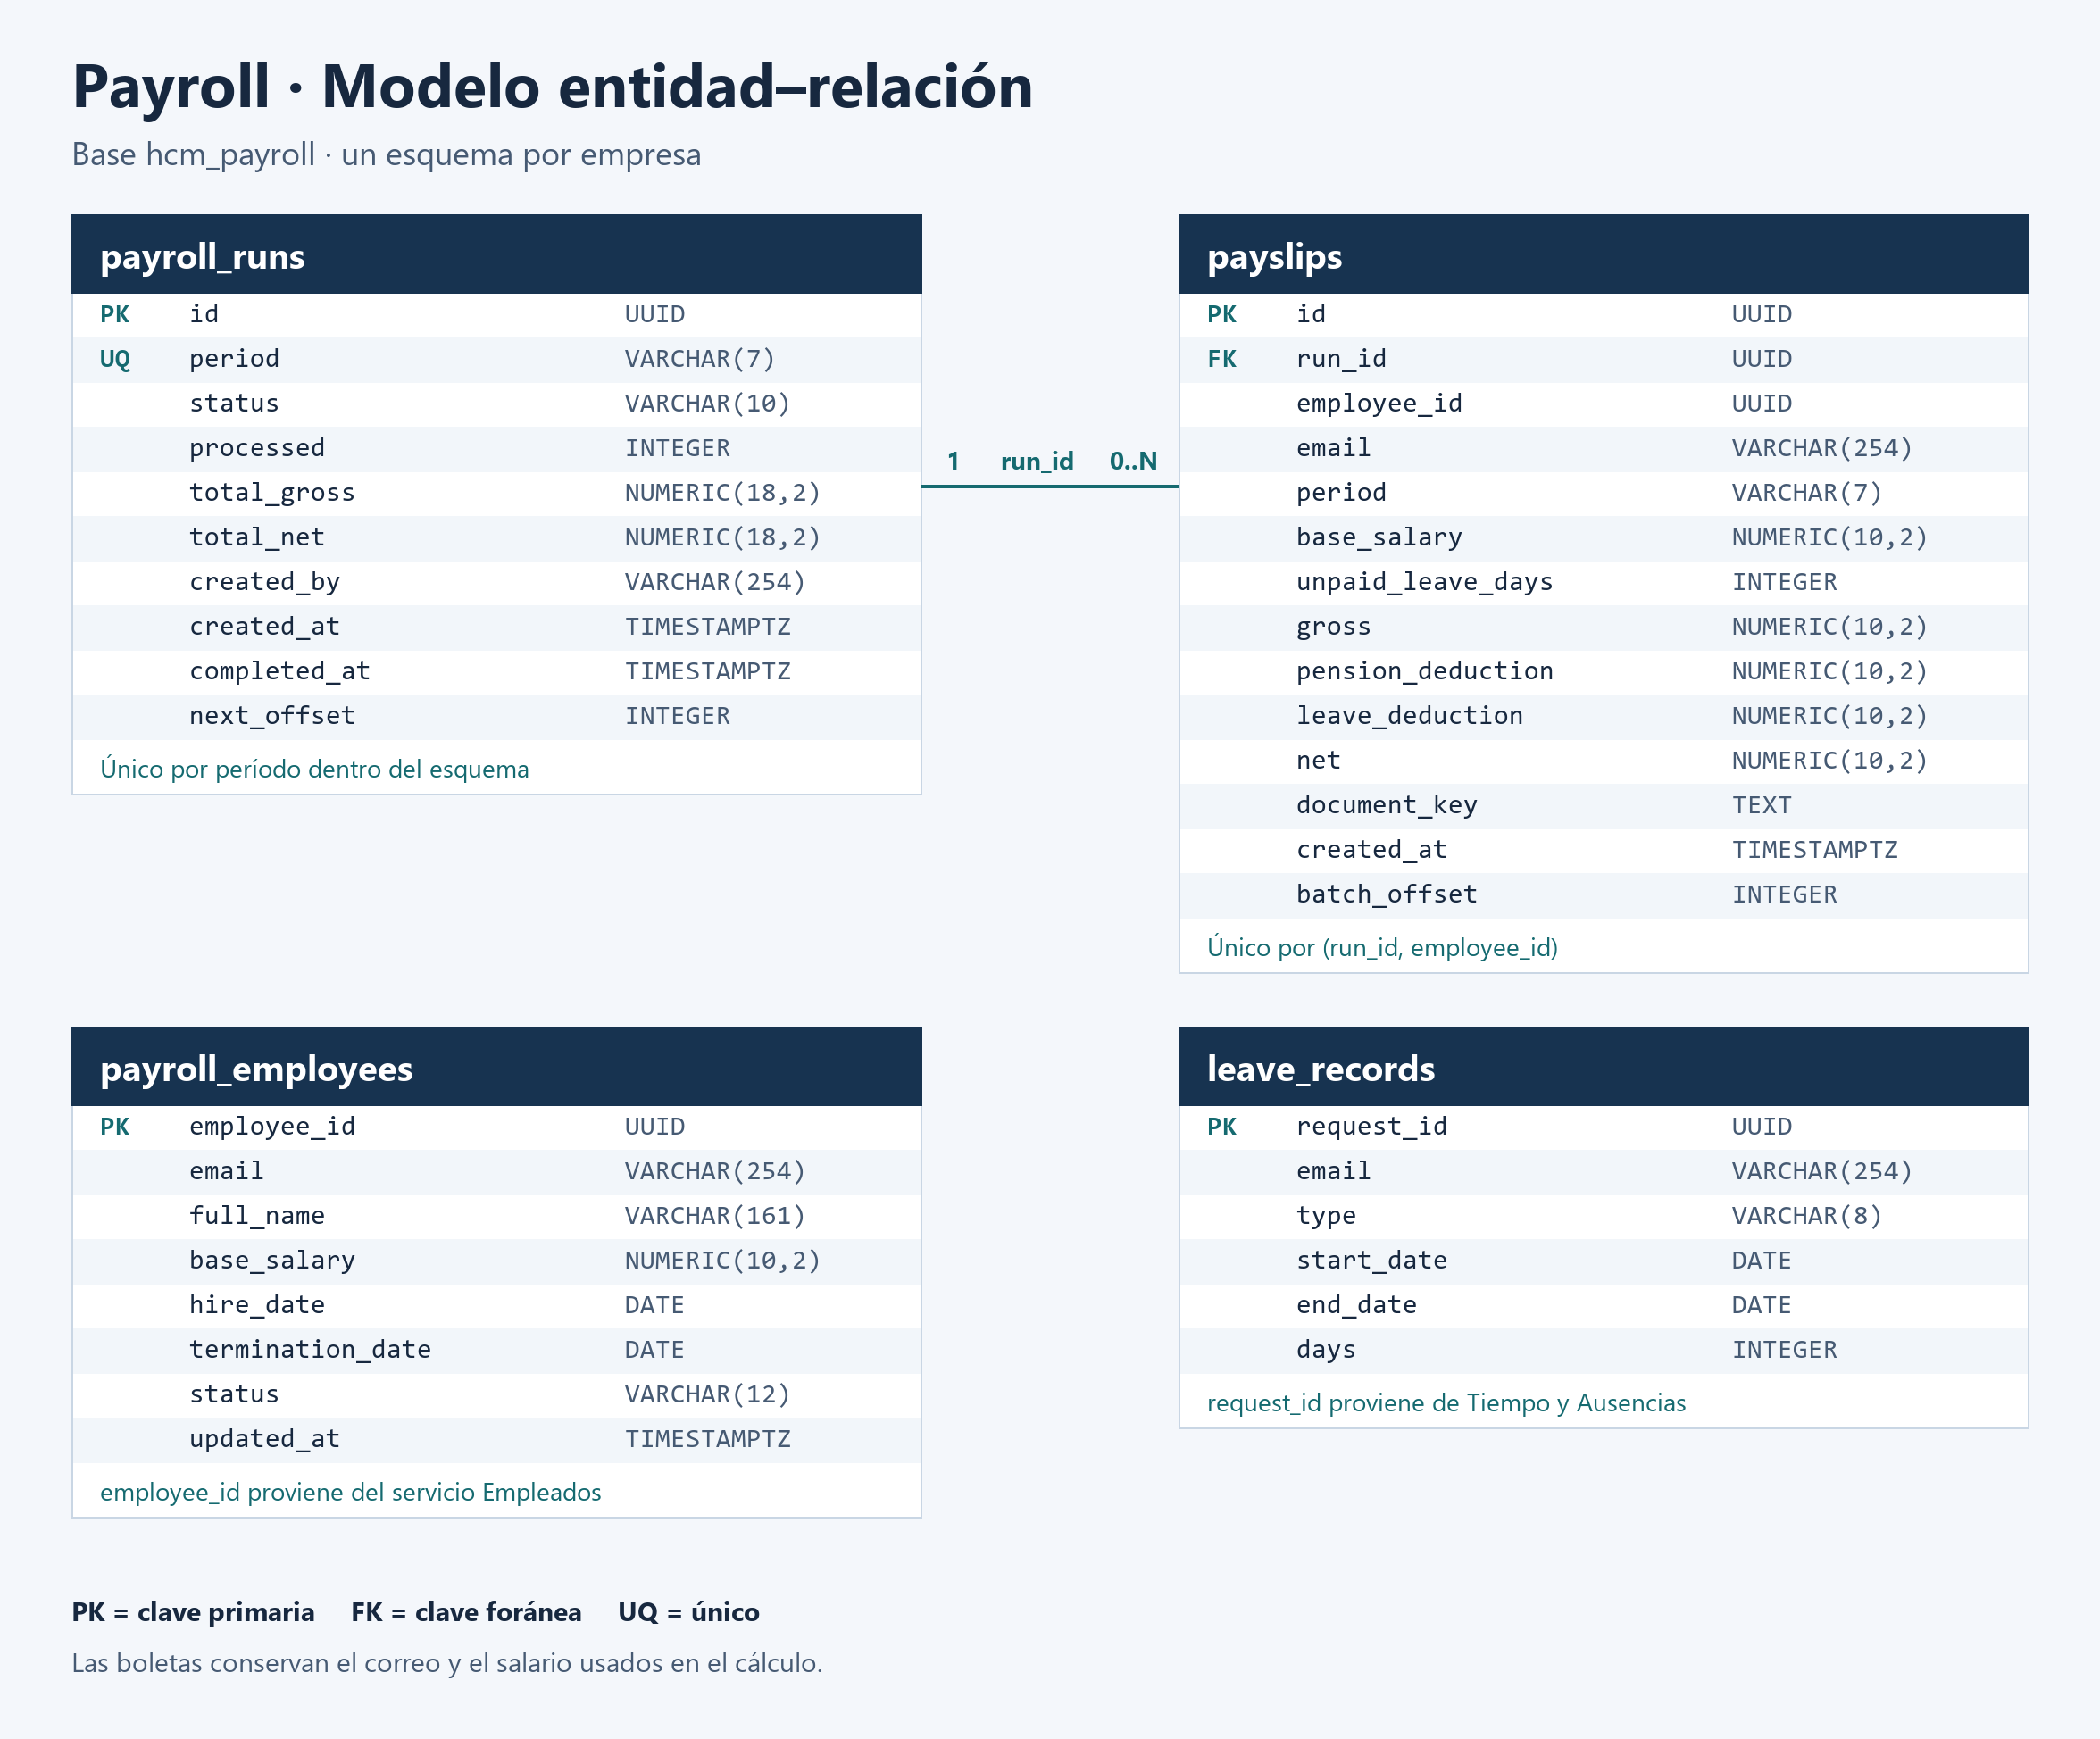 Payroll · Modelo entidad–relación
Base hcm_payroll · un esquema por empresa
payroll_runs
PK id UUID
UQ period VARCHAR(7)
status VARCHAR(10)
processed INTEGER
total_gross NUMERIC(18,2)
total_net NUMERIC(18,2)
created_by VARCHAR(254)
created_at TIMESTAMPTZ
completed_at TIMESTAMPTZ
next_offset INTEGER
Único por período dentro del esquema
1 run_id 0..N
payslips
PK id UUID
FK run_id UUID
employee_id UUID
email VARCHAR(254)
period VARCHAR(7)
base_salary NUMERIC(10,2)
unpaid_leave_days INTEGER
gross NUMERIC(10,2)
pension_deduction NUMERIC(10,2)
leave_deduction NUMERIC(10,2)
net NUMERIC(10,2)
document_key TEXT
created_at TIMESTAMPTZ
batch_offset INTEGER
Único por (run_id, employee_id)
payroll_employees
PK employee_id UUID
email VARCHAR(254)
full_name VARCHAR(161)
base_salary NUMERIC(10,2)
hire_date DATE
termination_date DATE
status VARCHAR(12)
updated_at TIMESTAMPTZ
employee_id proviene del servicio Empleados
leave_records
PK request_id UUID
email VARCHAR(254)
type VARCHAR(8)
start_date DATE
end_date DATE
days INTEGER
request_id proviene de Tiempo y Ausencias
PK = clave primaria FK = clave foránea UQ = único
Las boletas conservan el correo y el salario usados en el cálculo.